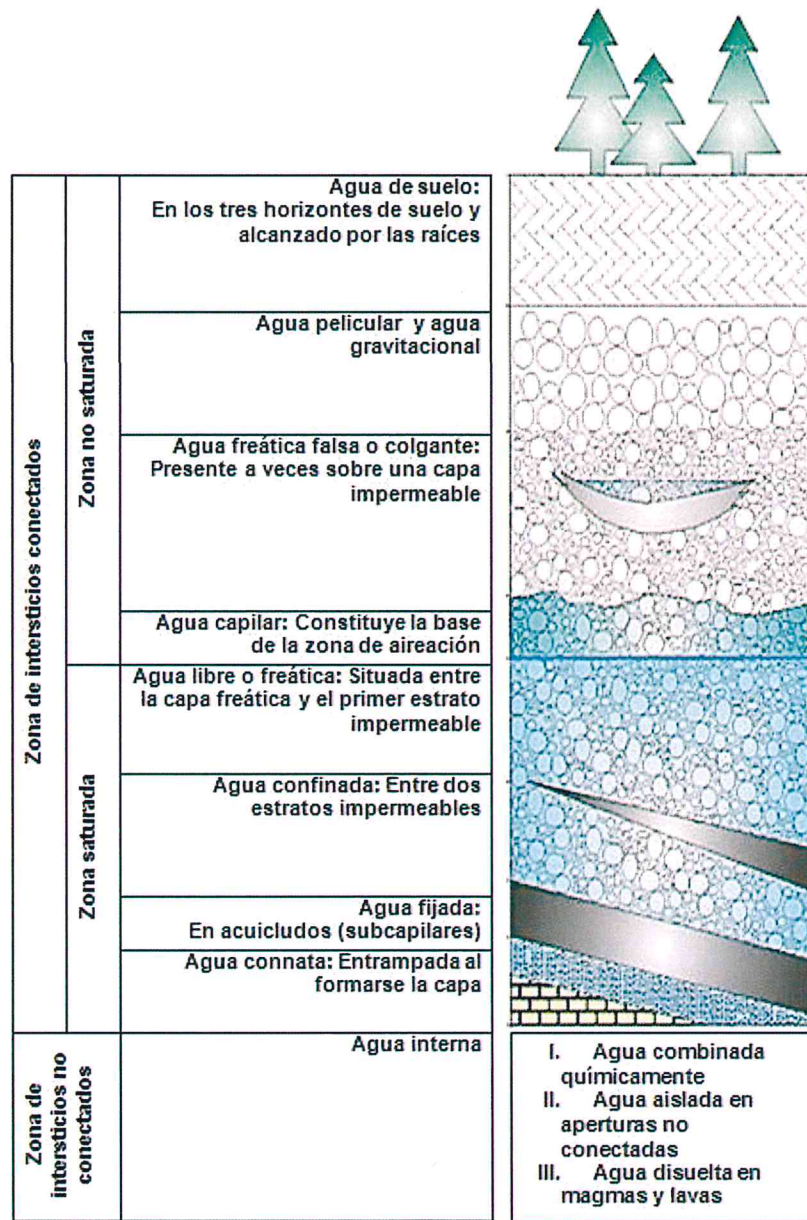 Zona de intersticios conectados
Zona no saturada
Agua de suelo:
En los tres horizontes de suelo y
alcanzado por las raíces
Agua pelicular y agua
gravitacional
Agua freática falsa o colgante:
Presente a veces sobre una capa
impermeable
Agua capilar: Constituye la base
de la zona de aireación
Zona saturada
Agua libre o freática: Situada entre
la capa freática y el primer estrato
impermeable
Agua confinada: Entre dos
estratos impermeables
Agua fijada:
En acuicludos (subcapilares)
Agua connata: Entrampada al
formarse la capa
Zona de
intersticios no
conectados
Agua interna
I. Agua combinada
químicamente
II. Agua aislada en
aperturas no
conectadas
III. Agua disuelta en
magmas y lavas